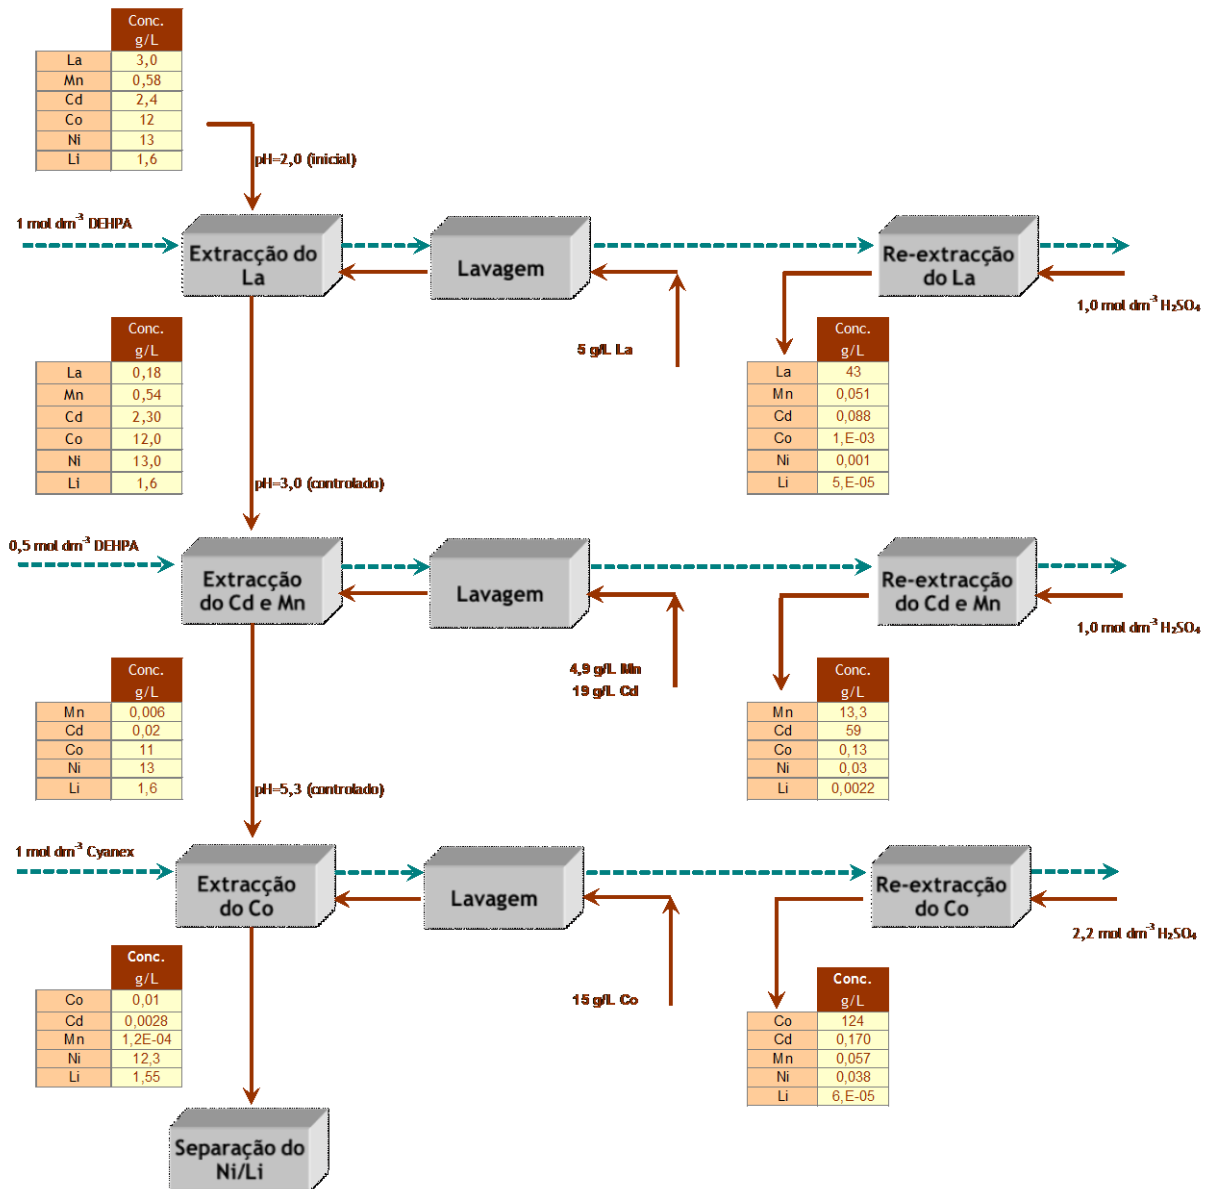 Conc.
g/L
La 3,0
Mn 0,58
Cd 2,4
Co 12
Ni 13
Li 1,6
pH=2,0 (inicial)
1 mol dm⁻³ DEHPA
Extracção do
La
Lavagem
Re-extracção
do La
1,0 mol dm⁻³ H₂SO₄
5 g/L La
Conc.
g/L
La 0,18
Mn 0,54
Cd 2,30
Co 12,0
Ni 13,0
Li 1,6
Conc.
g/L
La 43
Mn 0,051
Cd 0,088
Co 1,E-03
Ni 0,001
Li 5,E-05
pH=3,0 (controlado)
0,5 mol dm⁻³ DEHPA
Extracção
do Cd e Mn
Lavagem
Re-extracção
do Cd e Mn
1,0 mol dm⁻³ H₂SO₄
4,9 g/L Mn
19 g/L Cd
Conc.
g/L
Mn 0,006
Cd 0,02
Co 11
Ni 13
Li 1,6
Conc.
g/L
Mn 13,3
Cd 59
Co 0,13
Ni 0,03
Li 0,0022
pH=5,3 (controlado)
1 mol dm⁻³ Cyanex
Extracção
do Co
Lavagem
Re-extracção
do Co
2,2 mol dm⁻³ H₂SO₄
15 g/L Co
Conc.
g/L
Co 0,01
Cd 0,0028
Mn 1,2E-04
Ni 12,3
Li 1,55
Conc.
g/L
Co 124
Cd 0,170
Mn 0,057
Ni 0,038
Li 6,E-05
Separação do
Ni/Li